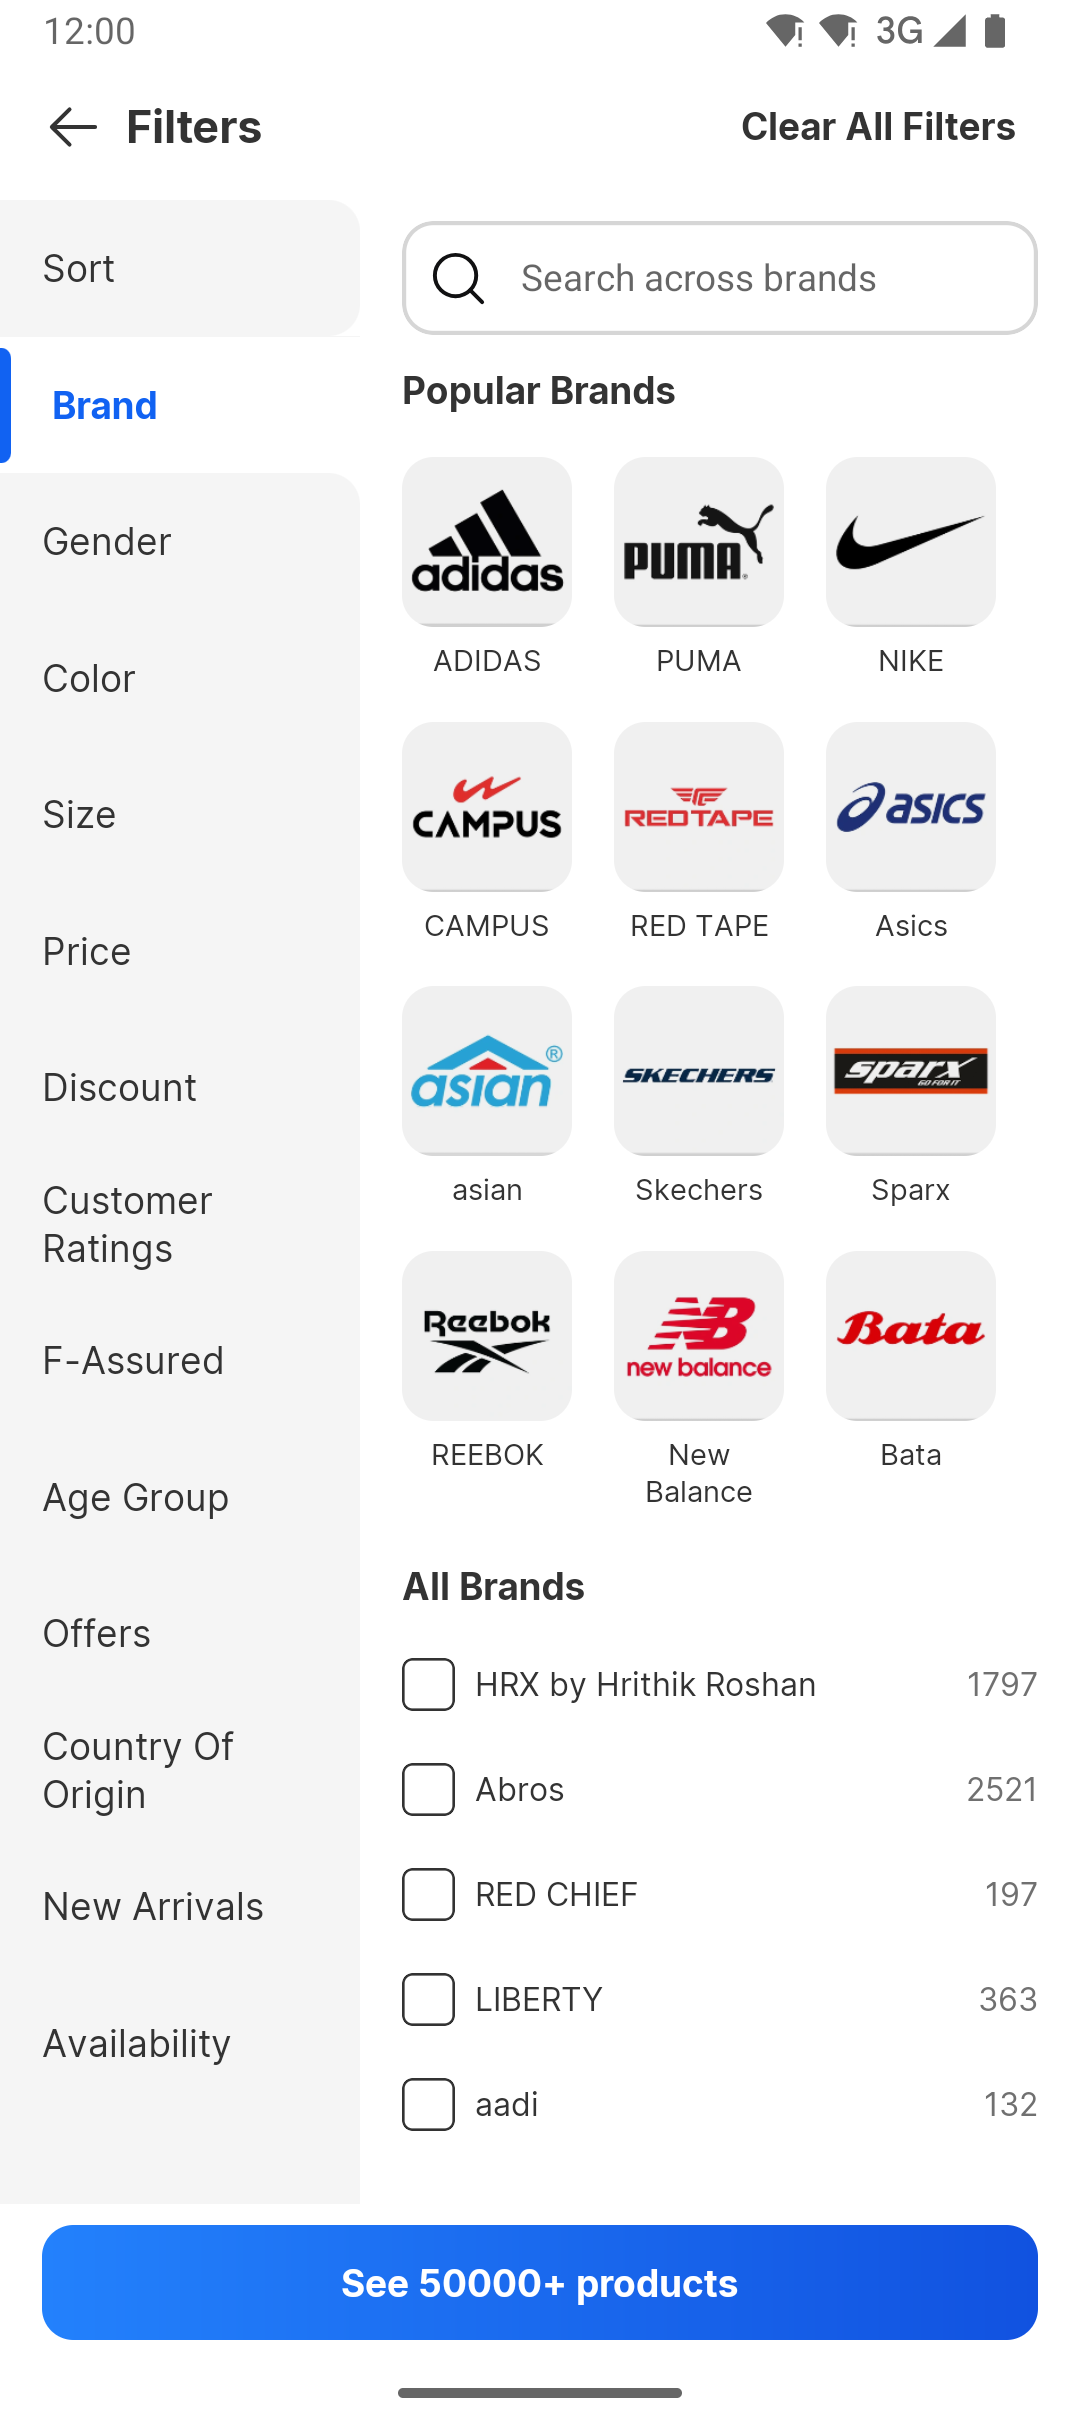 12:00
3G
Filters
Clear All Filters
Sort
Brand
Gender
Color
Size
Price
Discount
Customer
Ratings
F-Assured
Age Group
Offers
Country Of
Origin
New Arrivals
Availability
Search across brands
Popular Brands
adidas
PUMA
ADIDAS
PUMA
NIKE
CAMPUS
REDTAPE
asics
CAMPUS
RED TAPE
Asics
asian®
SKECHERS
sparx
GO FOR IT
asian
Skechers
Sparx
Reebok
NB
new balance
Bata
REEBOK
New
Balance
Bata
All Brands
HRX by Hrithik Roshan 1797
Abros 2521
RED CHIEF 197
LIBERTY 363
aadi 132
See 50000+ products